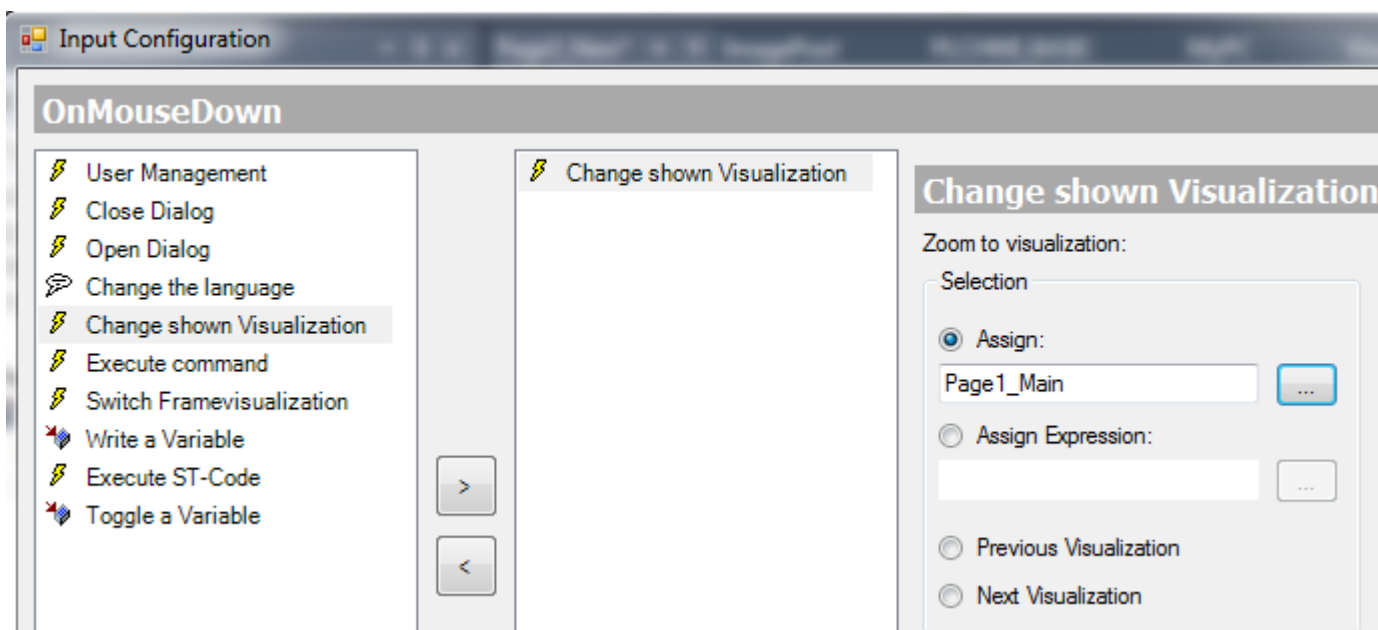 Input Configuration
OnMouseDown
User Management
Close Dialog
Open Dialog
Change the language
Change shown Visualization
Execute command
Switch Framevisualization
Write a Variable
Execute ST-Code
Toggle a Variable
>
<
Change shown Visualization
Change shown Visualization
Zoom to visualization:
Selection
Assign:
Page1_Main
...
Assign Expression:
...
Previous Visualization
Next Visualization